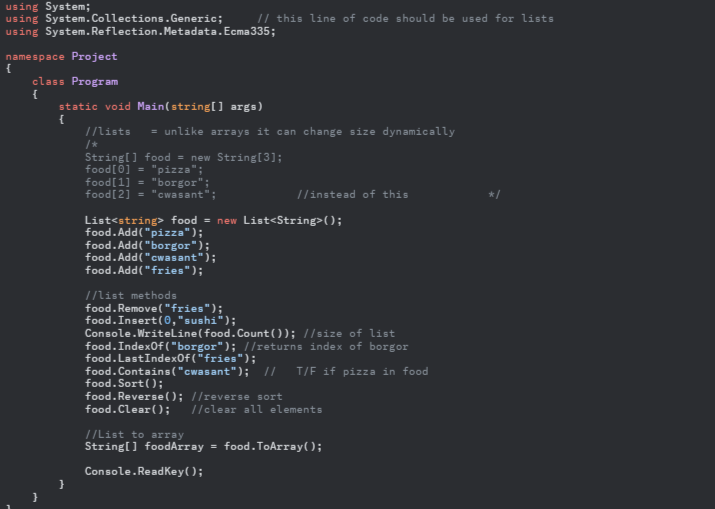 using System;
using System.Collections.Generic;     // this line of code should be used for lists
using System.Reflection.Metadata.Ecma335;

namespace Project
{
    class Program
    {
        static void Main(string[] args)
        {
            //lists   = unlike arrays it can change size dynamically
            /*
            String[] food = new String[3];
            food[0] = "pizza";
            food[1] = "borgor";
            food[2] = "cwasant";            //instead of this            */

            List<string> food = new List<String>();
            food.Add("pizza");
            food.Add("borgor");
            food.Add("cwasant");
            food.Add("fries");

            //list methods
            food.Remove("fries");
            food.Insert(0,"sushi");
            Console.WriteLine(food.Count()); //size of list
            food.IndexOf("borgor"); //returns index of borgor
            food.LastIndexOf("fries");
            food.Contains("cwasant");  //   T/F if pizza in food
            food.Sort();
            food.Reverse(); //reverse sort
            food.Clear();   //clear all elements

            //List to array
            String[] foodArray = food.ToArray();

            Console.ReadKey();
        }
    }
}